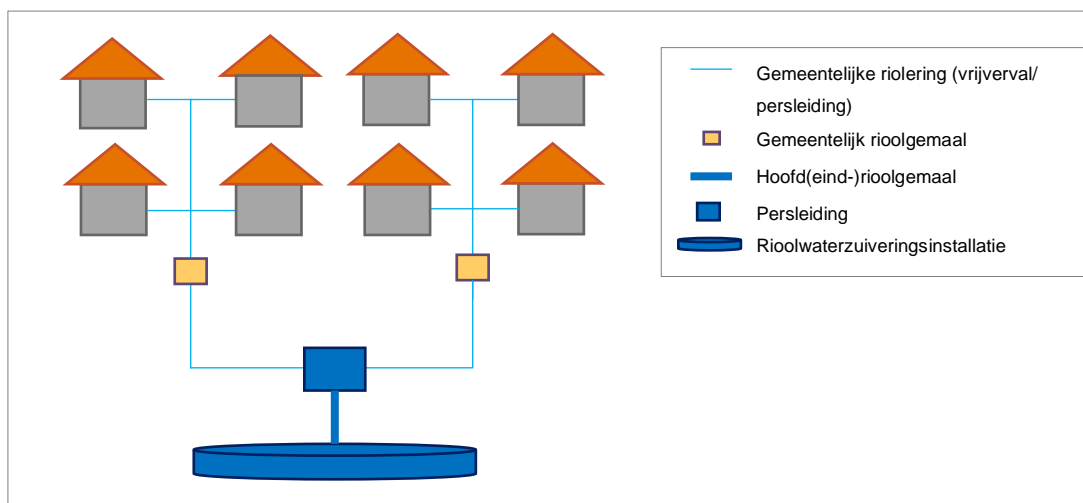 Gemeentelijke riolering (vrijverval/
persleiding)
Gemeentelijk rioolgemaal
Hoofd(eind-)rioolgemaal
Persleiding
Rioolwaterzuiveringsinstallatie